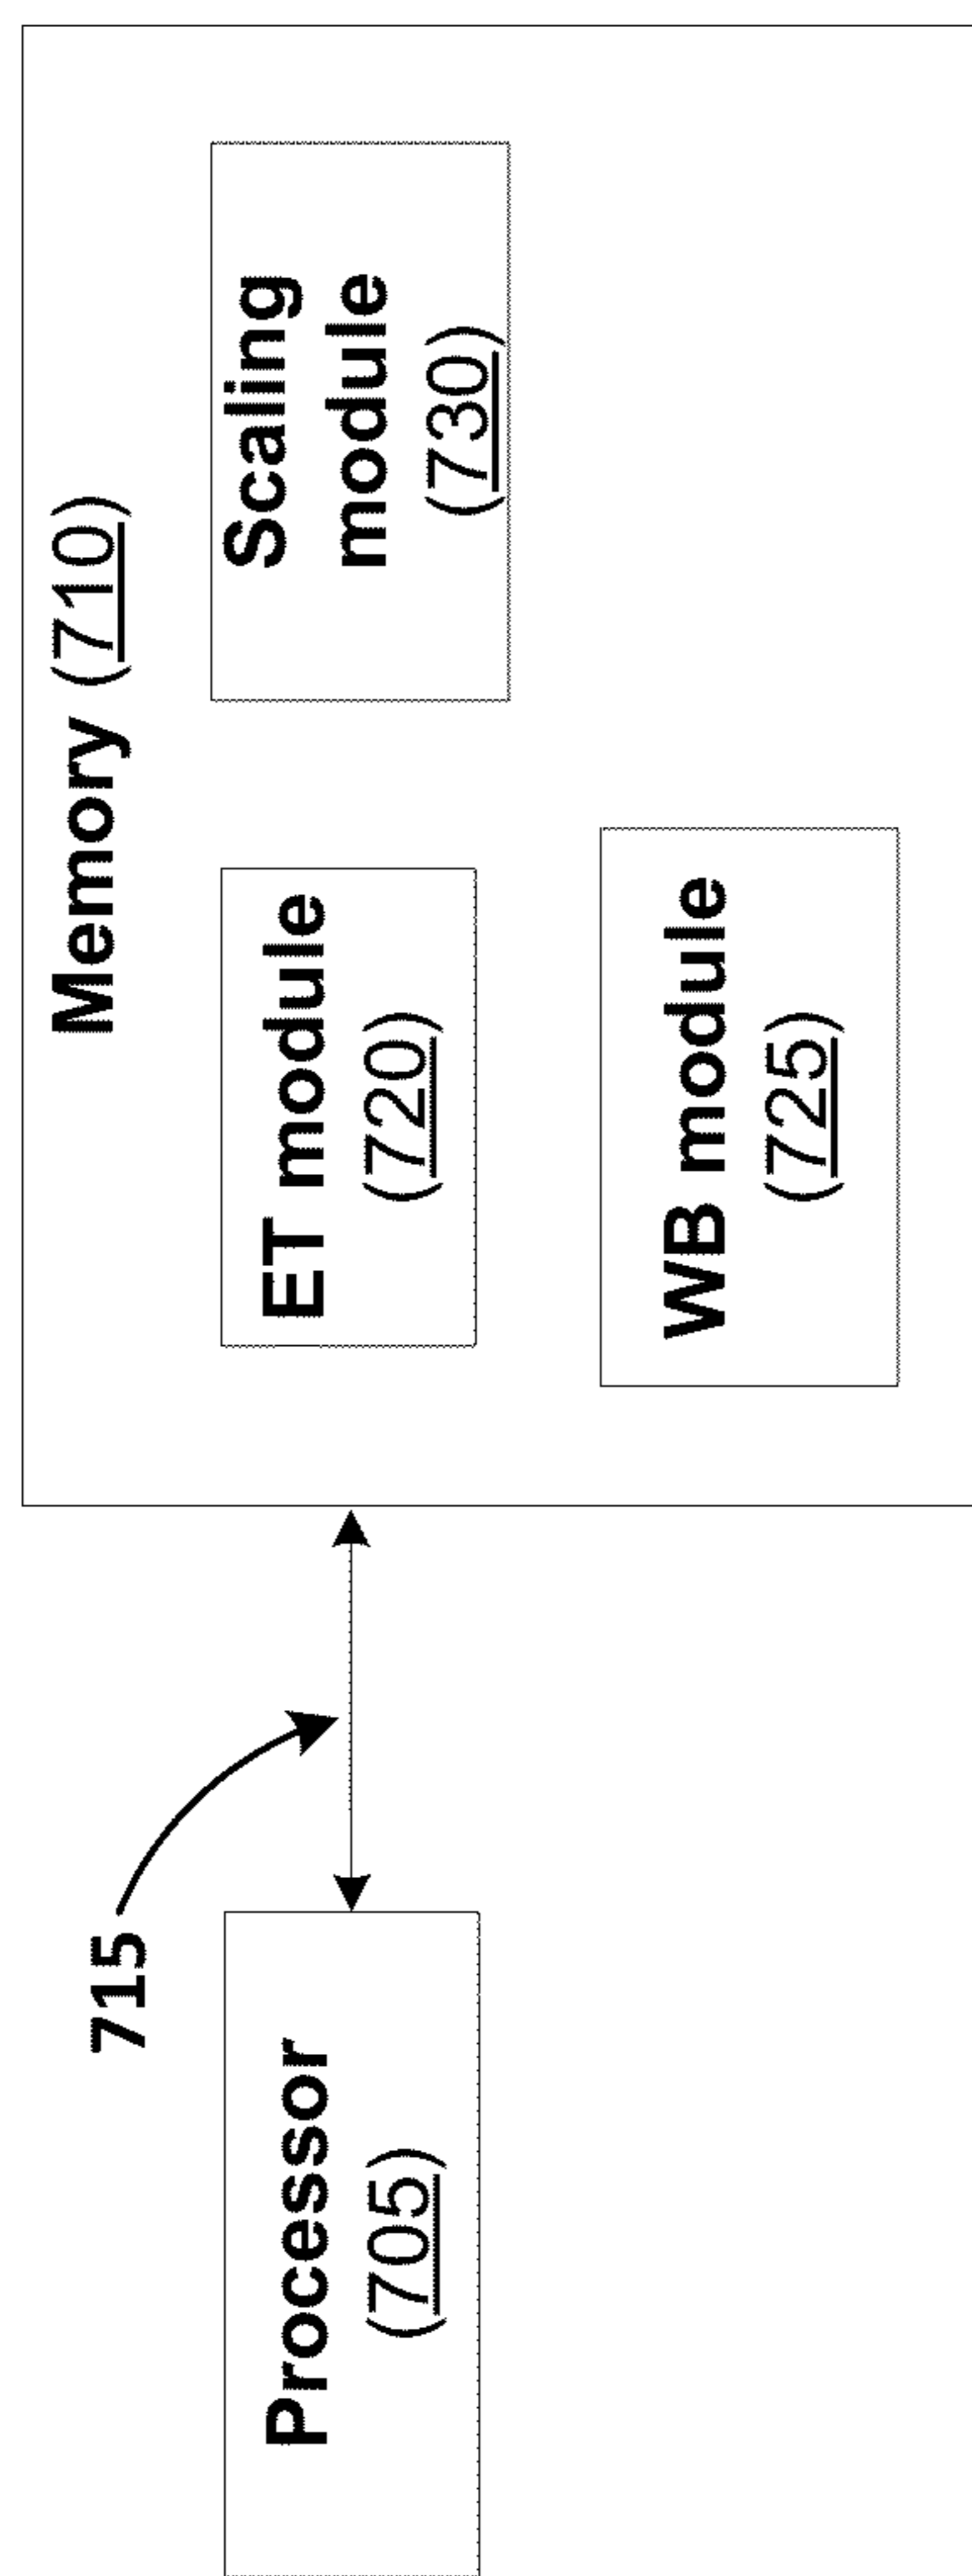 Memory (710)
Scaling
module
(730)
ET module
(720)
WB module
(725)
715
Processor
(705)